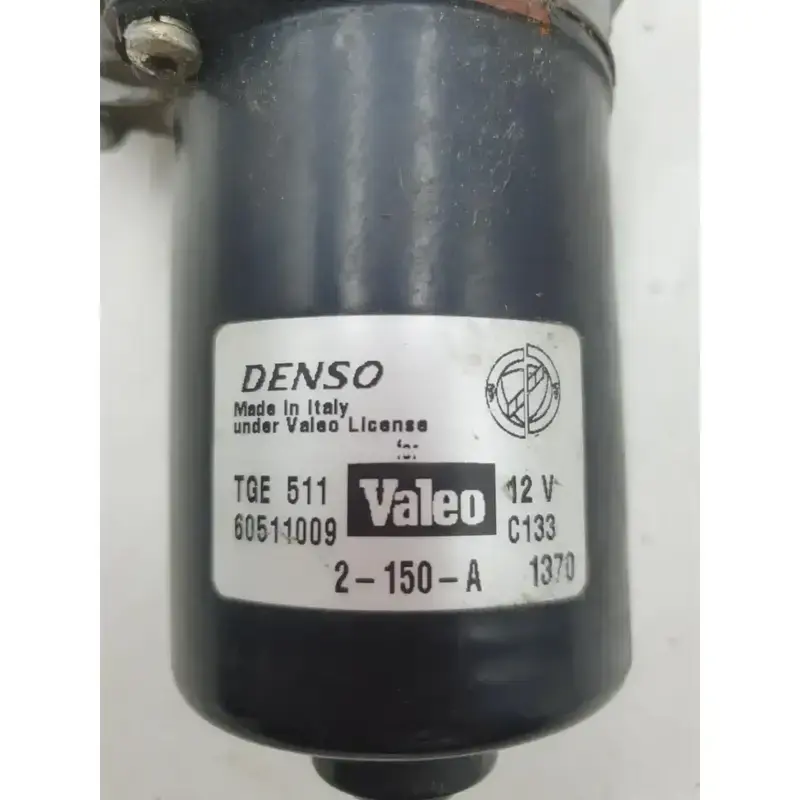 DENSO
Made in Italy
under Valeo License
for
TGE 511 Valeo 12 V
60511009 C133
2-150-A 1370